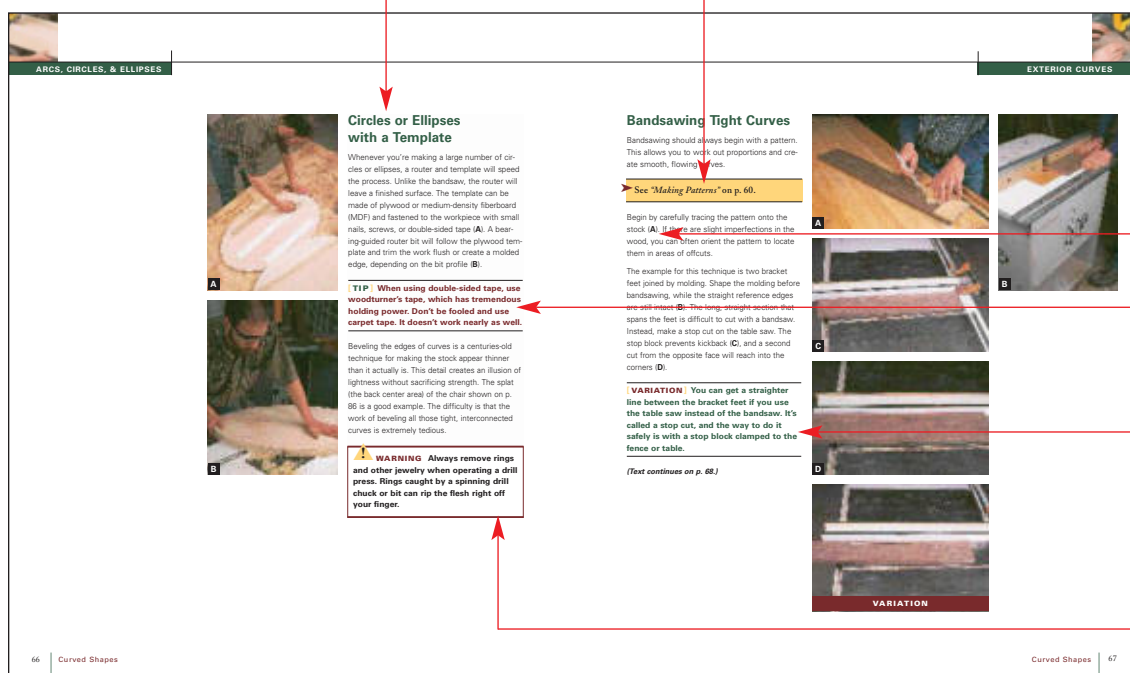 ARCS, CIRCLES, & ELLIPSES
EXTERIOR CURVES
A
B
Circles or Ellipses
with a Template
Whenever you’re making a large number of cir-
cles or ellipses, a router and template will speed
the process. Unlike the bandsaw, the router will
leave a finished surface. The template can be
made of plywood or medium-density fiberboard
(MDF) and fastened to the workpiece with small
nails, screws, or double-sided tape (A). A bear-
ing-guided router bit will follow the plywood tem-
plate and trim the work flush or create a molded
edge, depending on the bit profile (B).
[ TIP ] When using double-sided tape, use
woodturner’s tape, which has tremendous
holding power. Don’t be fooled and use
carpet tape. It doesn’t work nearly as well.
Beveling the edges of curves is a centuries-old
technique for making the stock appear thinner
than it actually is. This detail creates an illusion of
lightness without sacrificing strength. The splat
(the back center area) of the chair shown on p.
86 is a good example. The difficulty is that the
work of beveling all those tight, interconnected
curves is extremely tedious.
! WARNING Always remove rings
and other jewelry when operating a drill
press. Rings caught by a spinning drill
chuck or bit can rip the flesh right off
your finger.
Bandsawing Tight Curves
Bandsawing should always begin with a pattern.
This allows you to work out proportions and cre-
ate smooth, flowing curves.
See “Making Patterns” on p. 60.
Begin by carefully tracing the pattern onto the
stock (A). If there are slight imperfections in the
wood, you can often orient the pattern to locate
them in areas of offcuts.
The example for this technique is two bracket
feet joined by molding. Shape the molding before
bandsawing, while the straight reference edges
are still intact (B). The long, straight section that
spans the feet is difficult to cut with a bandsaw.
Instead, make a stop cut on the table saw. The
stop block prevents kickback (C), and a second
cut from the opposite face will reach into the
corners (D).
[ VARIATION ] You can get a straighter
line between the bracket feet if you use
the table saw instead of the bandsaw. It’s
called a stop cut, and the way to do it
safely is with a stop block clamped to the
fence or table.
(Text continues on p. 68.)
A
B
C
D
VARIATION
66 Curved Shapes
Curved Shapes 67